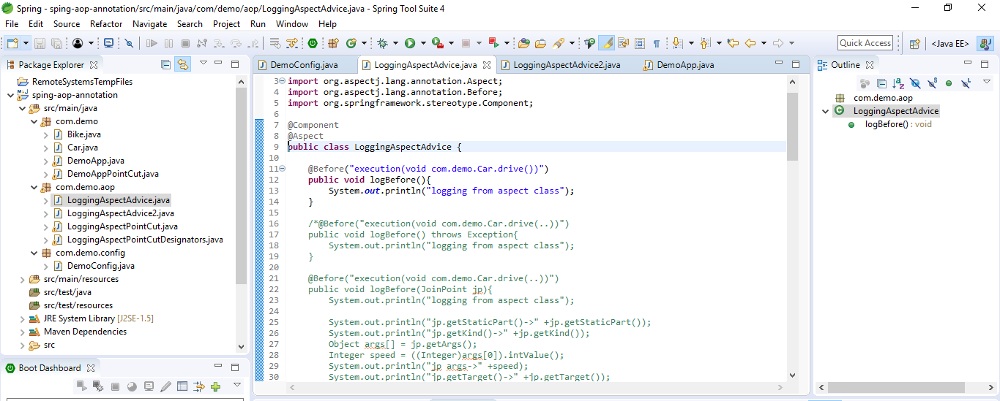 Spring - sping-aop-annotation/src/main/java/com/demo/aop/LoggingAspectAdvice.java - Spring Tool Suite 4
File Edit Source Refactor Navigate Search Project Run Window Help
Quick Access
<Java EE>
Package Explorer
RemoteSystemsTempFiles
sping-aop-annotation
src/main/java
com.demo
Bike.java
Car.java
DemoApp.java
DemoAppPointCut.java
com.demo.aop
LoggingAspectAdvice.java
LoggingAspectAdvice2.java
LoggingAspectPointCut.java
LoggingAspectPointCutDesignators.java
com.demo.config
DemoConfig.java
src/main/resources
src/test/java
src/test/resources
JRE System Library [J2SE-1.5]
Maven Dependencies
src
Boot Dashboard
DemoConfig.java LoggingAspectAdvice.java LoggingAspectAdvice2.java DemoApp.java
3 import org.aspectj.lang.annotation.Aspect;
4 import org.aspectj.lang.annotation.Before;
5 import org.springframework.stereotype.Component;
6
7 @Component
8 @Aspect
9 public class LoggingAspectAdvice {
10
11 @Before("execution(void com.demo.Car.drive())")
12 public void logBefore(){
13 System.out.println("logging from aspect class");
14 }
15
16 /*@Before("execution(void com.demo.Car.drive(..))")
17 public void logBefore() throws Exception{
18 System.out.println("logging from aspect class");
19 }
20
21 @Before("execution(void com.demo.Car.drive(..))")
22 public void logBefore(JoinPoint jp){
23 System.out.println("logging from aspect class");
24
25 System.out.println("jp.getStaticPart()->" +jp.getStaticPart());
26 System.out.println("jp.getKind()->" +jp.getKind());
27 Object args[] = jp.getArgs();
28 Integer speed = ((Integer)args[0]).intValue();
29 System.out.println("jp args->" +speed);
30 System.out.println("jp.getTarget()->" +jp.getTarget());
Outline
com.demo.aop
LoggingAspectAdvice
logBefore() : void